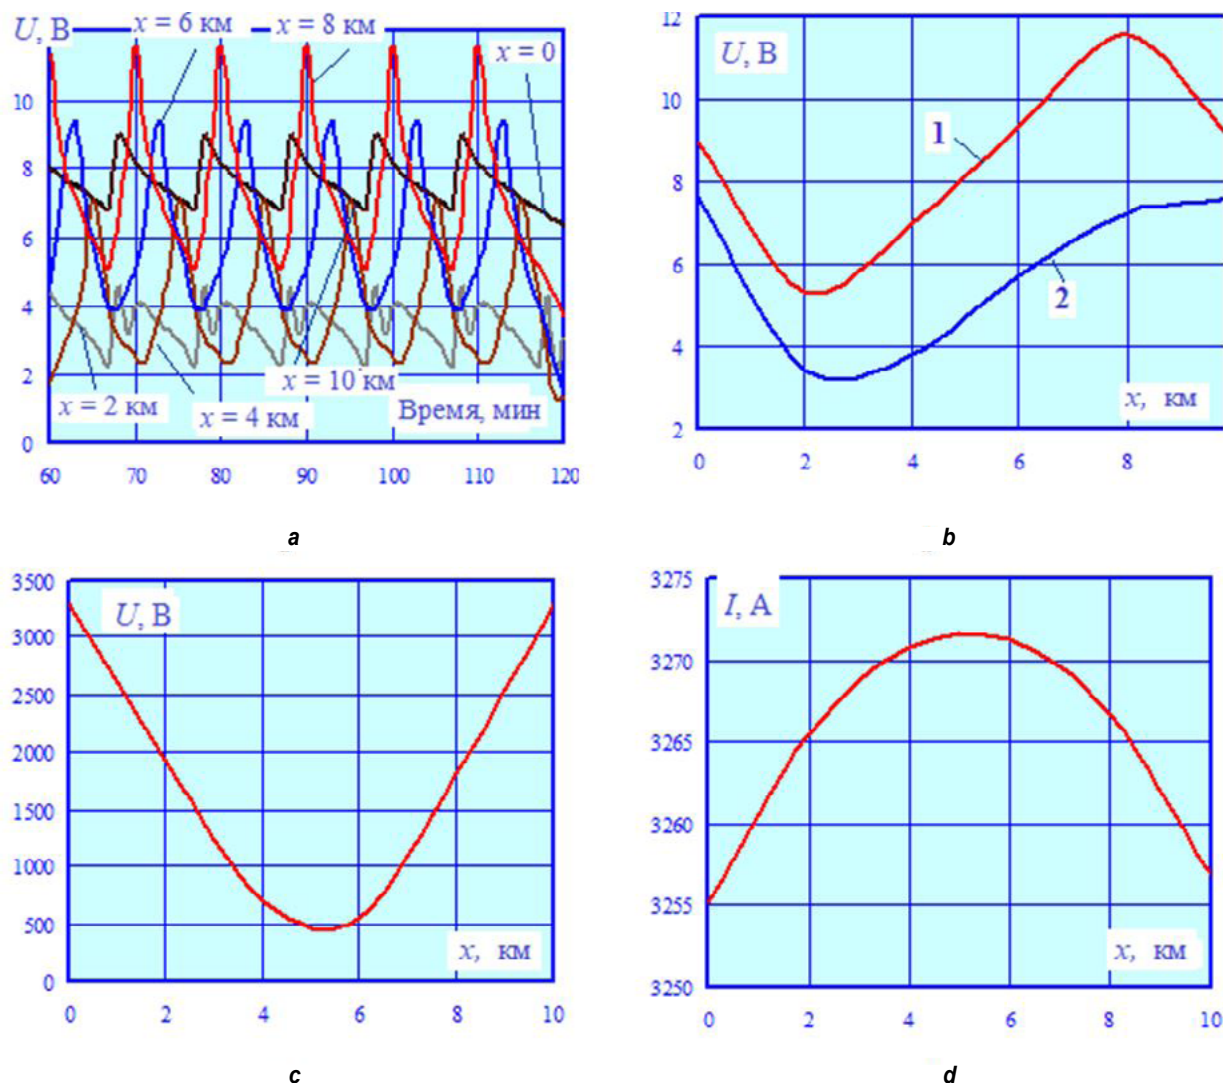 U, В
x = 6 км
x = 8 км
x = 0
10
8
6
4
2
0
x = 2 км
x = 4 км
x = 10 км
Время, мин
60 70 80 90 100 110 120
a
12
10
8
6
4
2
U, В
1
2
x, км
0 2 4 6 8
b
3500
3000
2500
2000
1500
1000
500
0
U, В
x, км
0 2 4 6 8 10
c
3275
3270
3265
3260
3255
3250
I, А
x, км
0 2 4 6 8 10
d